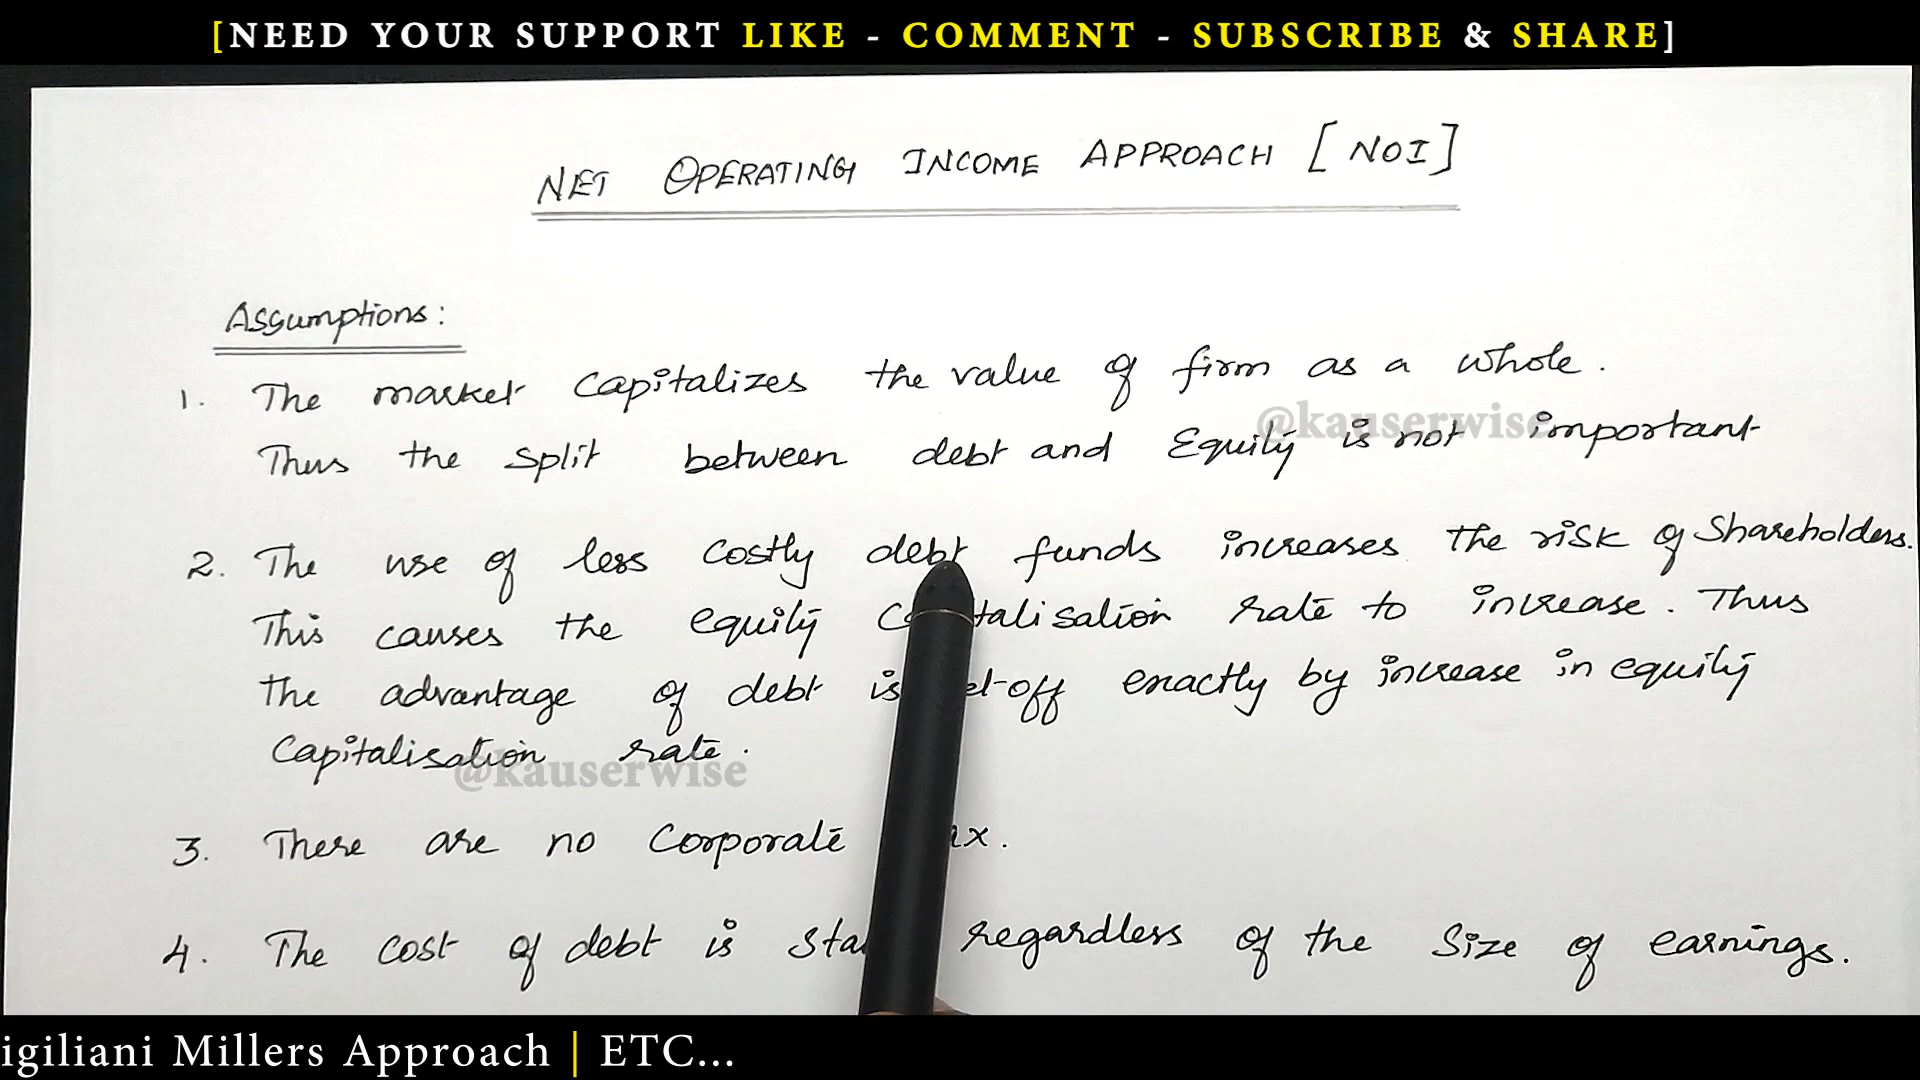 [NEED YOUR SUPPORT LIKE - COMMENT - SUBSCRIBE & SHARE]
NET OPERATING INCOME APPROACH [NOI]
Assumptions:
1. The market capitalizes the value of firm as a whole.
@kauserwise
Thus the split between debt and Equity is not important
2. The use of less costly debt funds increases the risk of Shareholders.
This causes the equity talisation rate to increase. Thus
the advantage of debt is et-off exactly by increase in equity
Capitalisation rate.
@kauserwise
3. There are no Corporate ax.
4. The cost of debt is sta regardless of the Size of earnings.
igiliani Millers Approach | ETC...